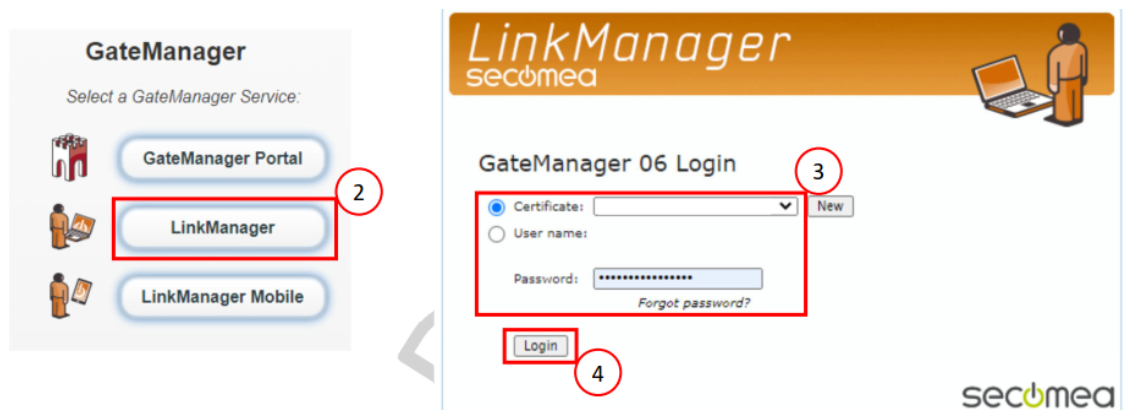 GateManager
Select a GateManager Service:
GateManager Portal
2
LinkManager
LinkManager Mobile
LinkManager
secomea
GateManager 06 Login
3
Certificate:
New
User name:
Password: ••••••••••••••••
Forgot password?
Login
4
secomea